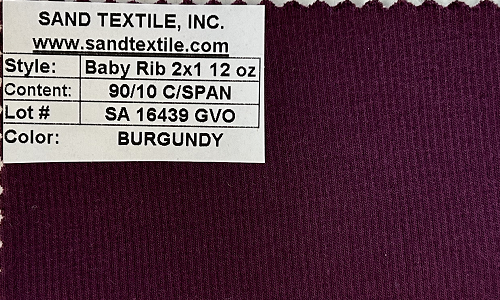 SAND TEXTILE, INC.
www.sandtextile.com
Style: Baby Rib 2x1 12 oz
Content: 90/10 C/SPAN
Lot # SA 16439 GVO
Color: BURGUNDY